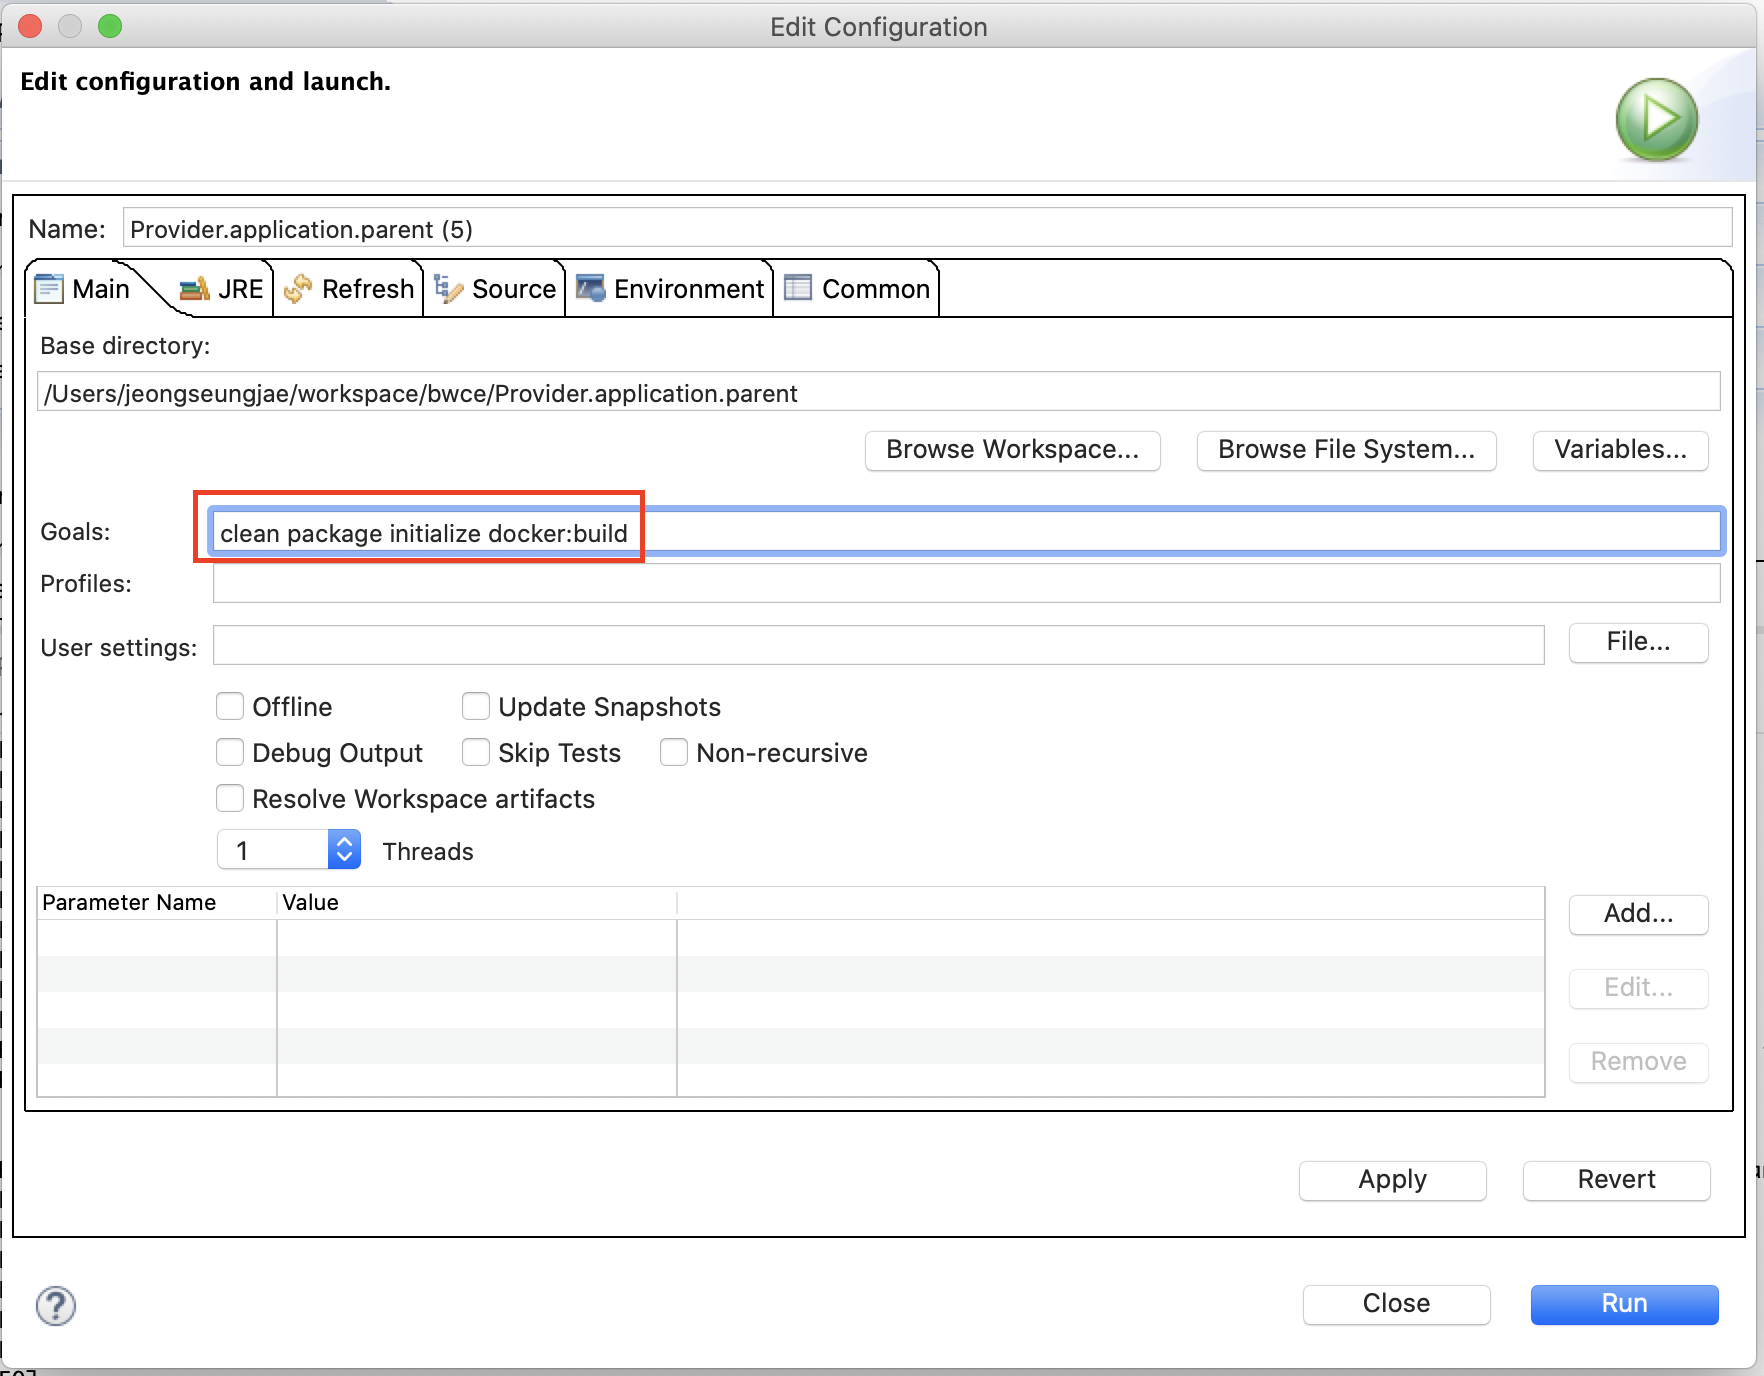 Edit Configuration
Edit configuration and launch.
Name: Provider.application.parent (5)
Main JRE Refresh Source Environment Common
Base directory:
/Users/jeongseungjae/workspace/bwce/Provider.application.parent
Browse Workspace... Browse File System... Variables...
Goals: clean package initialize docker:build
Profiles:
User settings: File...
Offline Update Snapshots
Debug Output Skip Tests Non-recursive
Resolve Workspace artifacts
1 Threads
Parameter Name Value
Add...
Edit...
Remove
Apply Revert
? Close Run